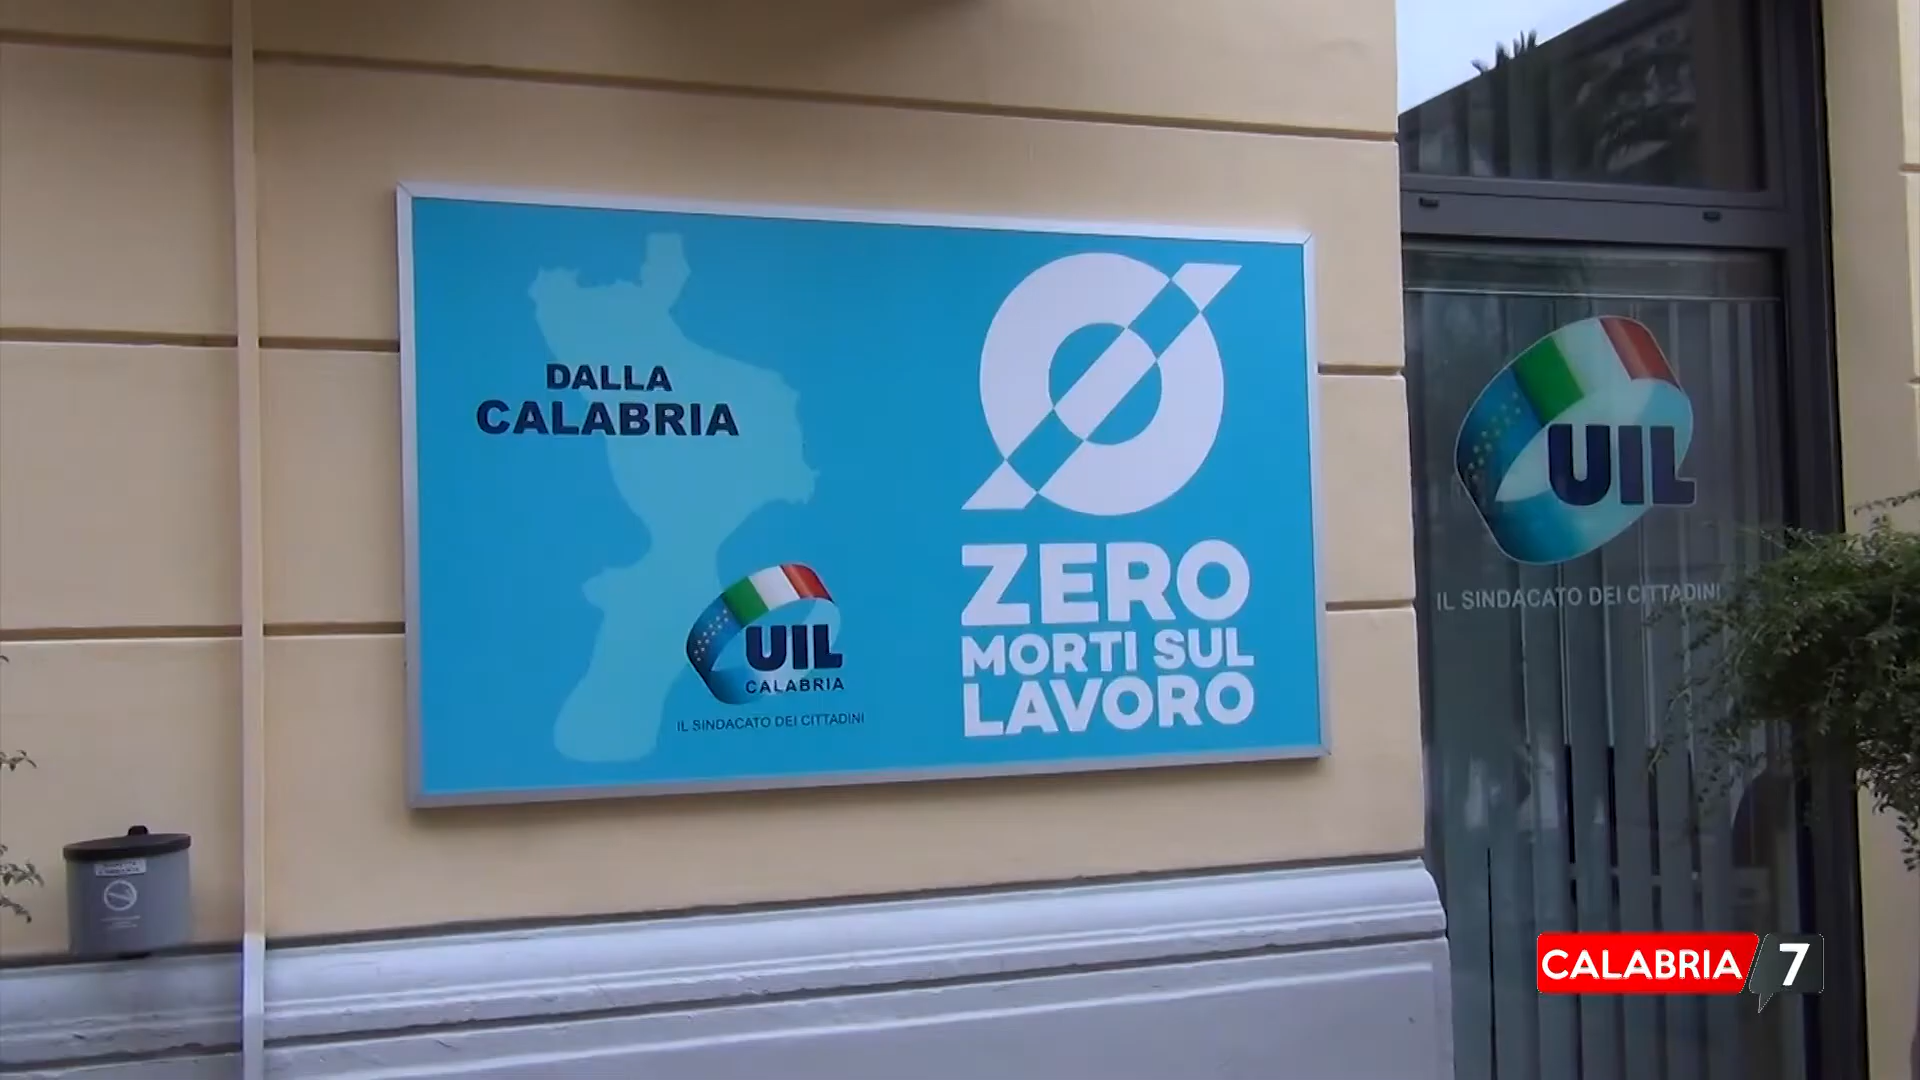 DALLA
CALABRIA
UIL
CALABRIA
IL SINDACATO DEI CITTADINI
ZERO
MORTI SUL
LAVORO
UIL
IL SINDACATO DEI CITTADINI
CALABRIA 7